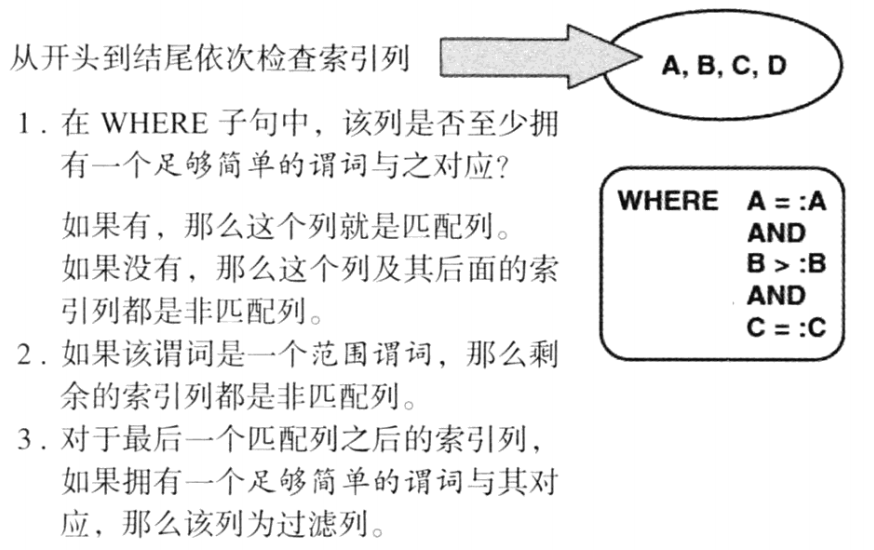 从开头到结尾依次检查索引列
A, B, C, D
1. 在 WHERE 子句中，该列是否至少拥
有一个足够简单的谓词与之对应？
如果有，那么这个列就是匹配列。
如果没有，那么这个列及其后面的索
引列都是非匹配列。
2. 如果该谓词是一个范围谓词，那么剩
余的索引列都是非匹配列。
3. 对于最后一个匹配列之后的索引列，
如果拥有一个足够简单的谓词与其对
应，那么该列为过滤列。
WHERE A = :A
AND
B > :B
AND
C = :C